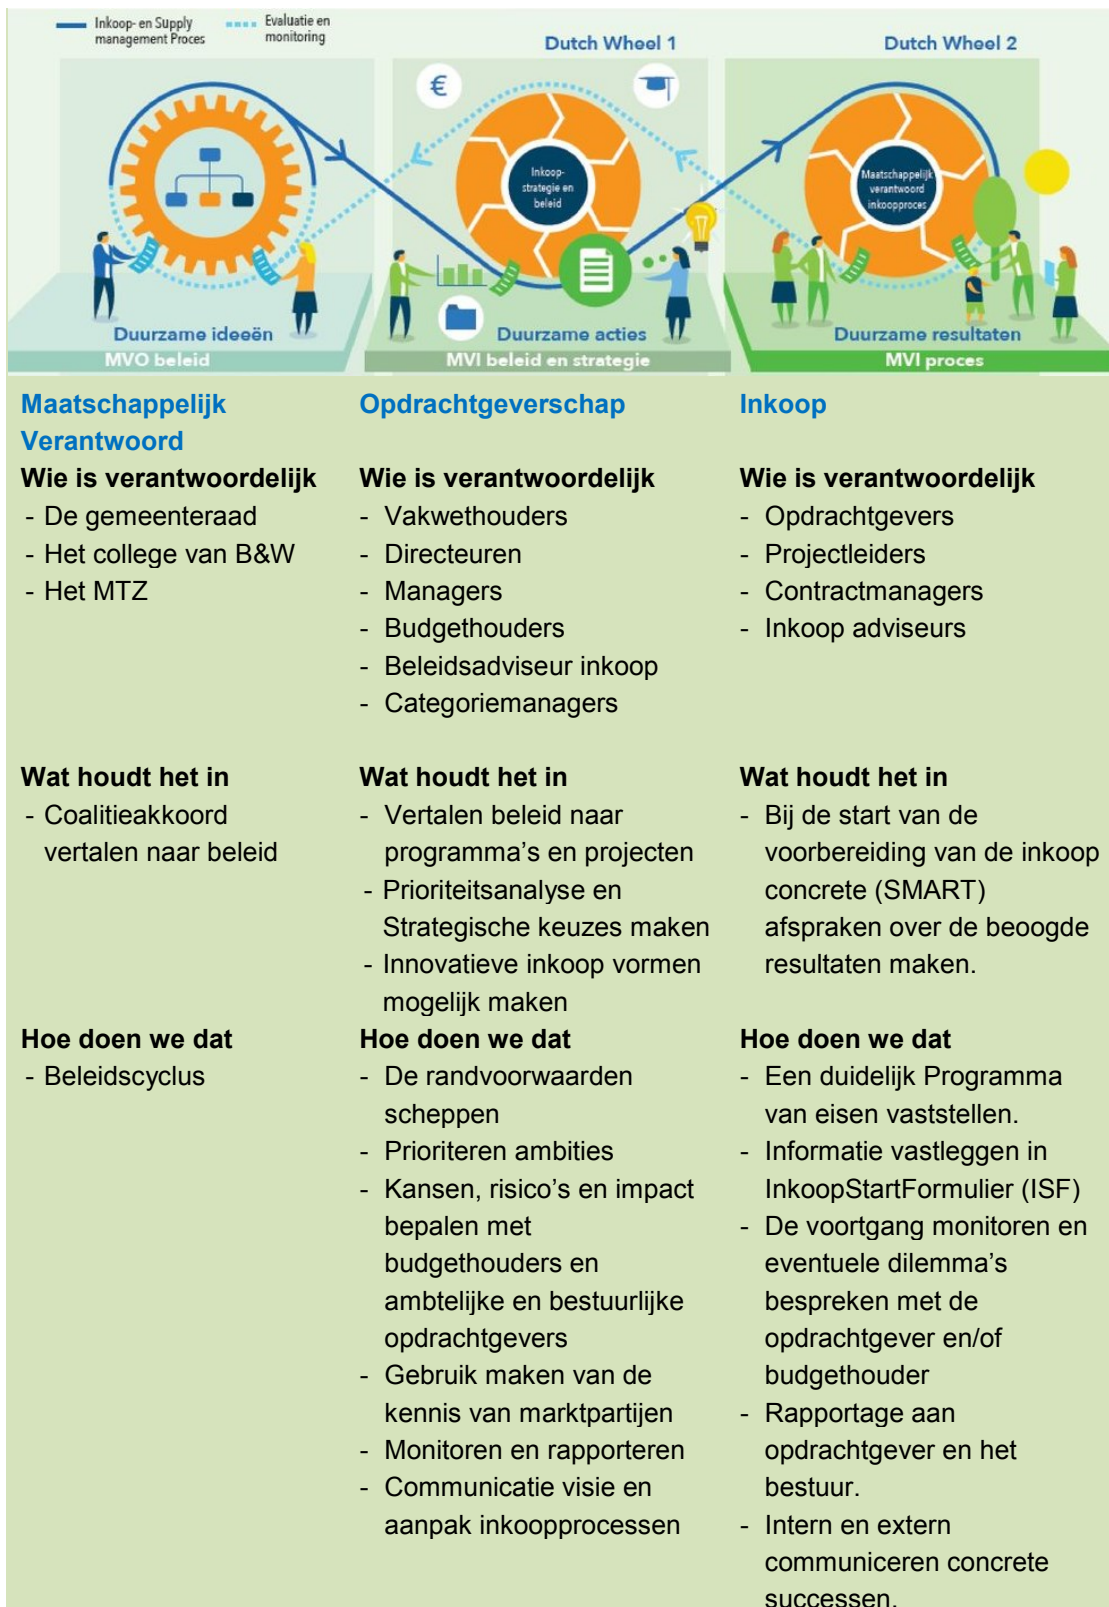 Inkoop- en Supply
management Proces
Evaluatie en
monitoring
Dutch Wheel 1
Dutch Wheel 2
€
Inkoop-
strategie en
beleid
Maatschappelijk
verantwoord
inkoopproces
Duurzame ideeën
Duurzame acties
Duurzame resultaten
MVO beleid
MVI beleid en strategie
MVI proces
Maatschappelijk
Verantwoord
Wie is verantwoordelijk
- De gemeenteraad
- Het college van B&W
- Het MTZ
Wat houdt het in
- Coalitieakkoord
vertalen naar beleid
Hoe doen we dat
- Beleidscyclus
Opdrachtgeverschap
Wie is verantwoordelijk
- Vakwethouders
- Directeuren
- Managers
- Budgethouders
- Beleidsadviseur inkoop
- Categoriemanagers
Wat houdt het in
- Vertalen beleid naar
programma's en projecten
- Prioriteitsanalyse en
Strategische keuzes maken
- Innovatieve inkoop vormen
mogelijk maken
Hoe doen we dat
- De randvoorwaarden
scheppen
- Prioriteren ambities
- Kansen, risico's en impact
bepalen met
budgethouders en
ambtelijke en bestuurlijke
opdrachtgevers
- Gebruik maken van de
kennis van marktpartijen
- Monitoren en rapporteren
- Communicatie visie en
aanpak inkoopprocessen
Inkoop
Wie is verantwoordelijk
- Opdrachtgevers
- Projectleiders
- Contractmanagers
- Inkoop adviseurs
Wat houdt het in
- Bij de start van de
voorbereiding van de inkoop
concrete (SMART)
afspraken over de beoogde
resultaten maken.
Hoe doen we dat
- Een duidelijk Programma
van eisen vaststellen.
- Informatie vastleggen in
InkoopStartFormulier (ISF)
- De voortgang monitoren en
eventuele dilemma's
bespreken met de
opdrachtgever en/of
budgethouder
- Rapportage aan
opdrachtgever en het
bestuur.
- Intern en extern
communiceren concrete
successen.